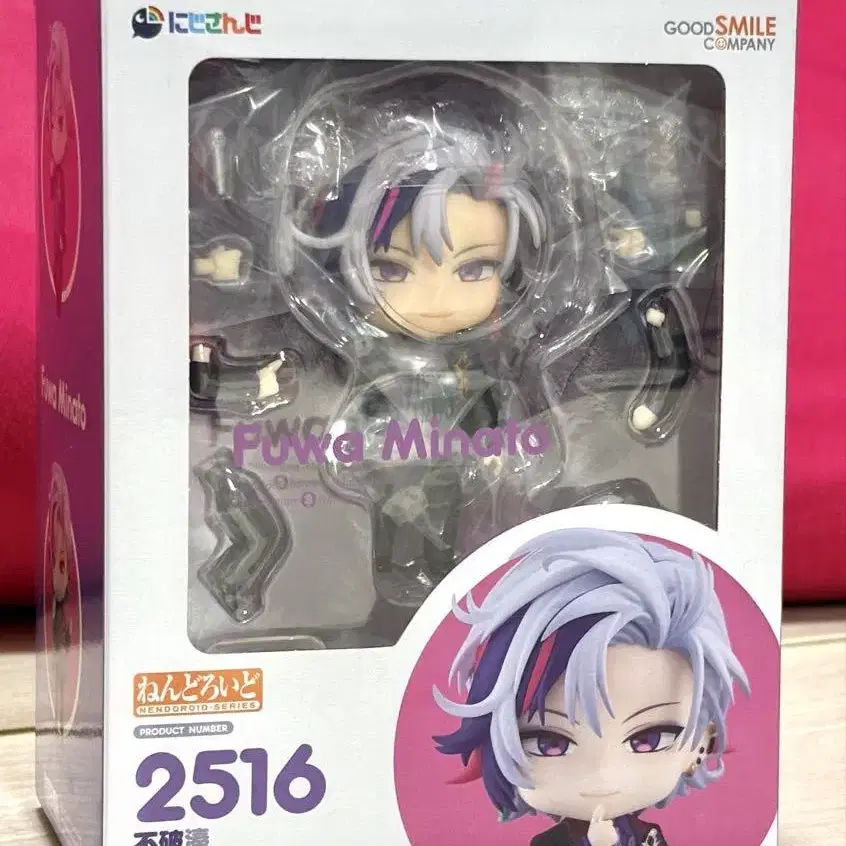 にじさんじ
GOOD SMILE
COMPANY
Fuwa Minato
Fuwa Minato
ねんどろいど
NENDOROID·SERIES
PRODUCT NUMBER
2516
不破湊